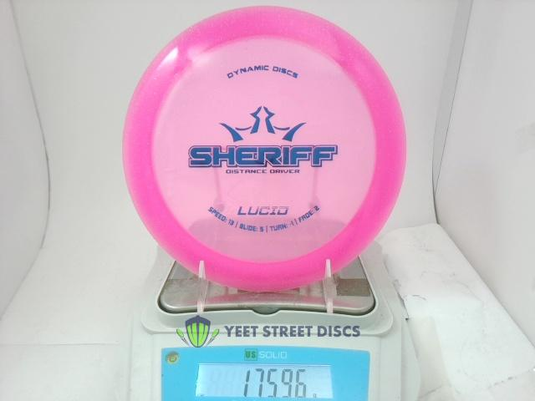 DYNAMIC DISCS
SHERIFF
DISTANCE DRIVER
LUCID
SPEED: 13 | GLIDE: 5 | TURN: -1 | FADE: 2
YEET STREET DISCS
U.S. SOLID
175.96